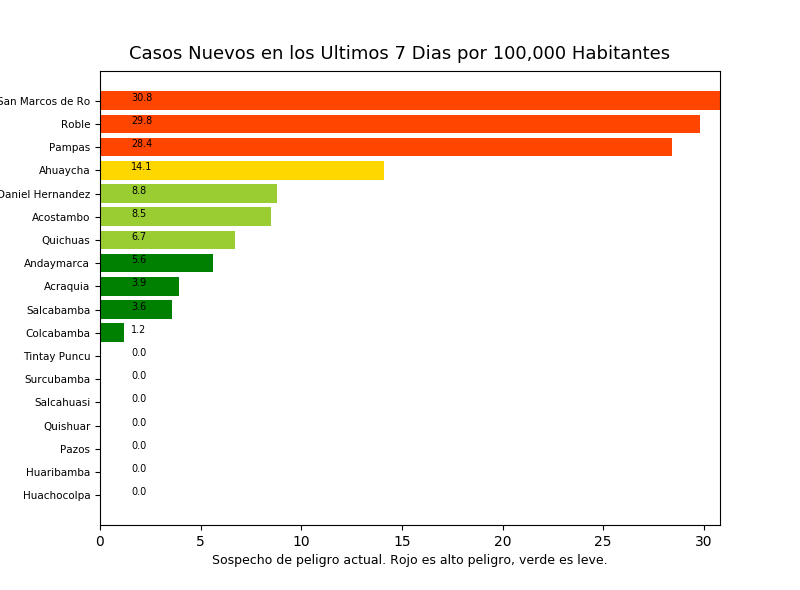 Casos Nuevos en los Ultimos 7 Dias por 100,000 Habitantes
San Marcos de Ro 30.8
Roble 29.8
Pampas 28.4
Ahuaycha 14.1
Daniel Hernandez 8.8
Acostambo 8.5
Quichuas 6.7
Andaymarca 5.6
Acraquia 3.9
Salcabamba 3.6
Colcabamba 1.2
Tintay Puncu 0.0
Surcubamba 0.0
Salcahuasi 0.0
Quishuar 0.0
Pazos 0.0
Huaribamba 0.0
Huachocolpa 0.0
0 5 10 15 20 25 30
Sospecho de peligro actual. Rojo es alto peligro, verde es leve.